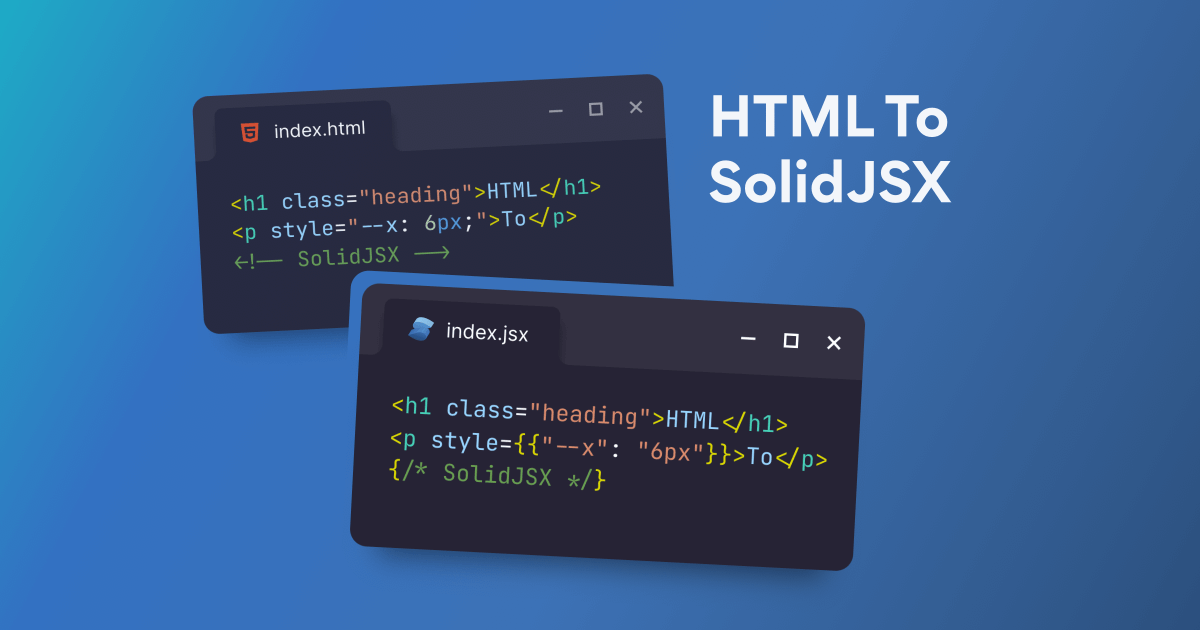 index.html
<h1 class="heading">HTML</h1>
<p style="--x: 6px;">To</p>
<!-- SolidJSX -->
HTML To
SolidJSX
index.jsx
<h1 class="heading">HTML</h1>
<p style={{"--x": "6px"}}>To</p>
{/* SolidJSX */}